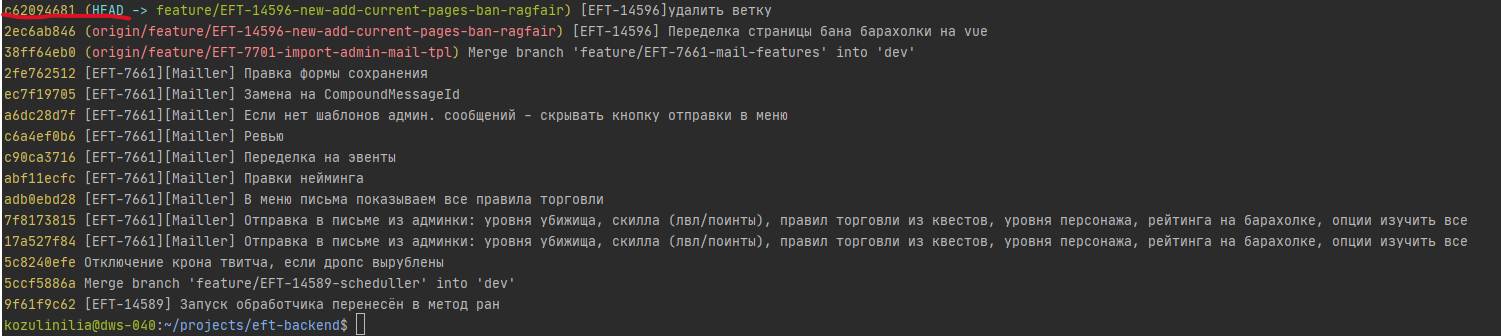 c62094681 (HEAD -> feature/EFT-14596-new-add-current-pages-ban-ragfair) [EFT-14596]удалить ветку
2ec6ab846 (origin/feature/EFT-14596-new-add-current-pages-ban-ragfair) [EFT-14596] Переделка страницы бана барахолки на vue
38ff64eb0 (origin/feature/EFT-7701-import-admin-mail-tpl) Merge branch 'feature/EFT-7661-mail-features' into 'dev'
2fe762512 [EFT-7661][Mailler] Правка формы сохранения
ec7f19705 [EFT-7661][Mailler] Замена на CompoundMessageId
a6dc28d7f [EFT-7661][Mailler] Если нет шаблонов админ. сообщений - скрывать кнопку отправки в меню
c6a4ef0b6 [EFT-7661][Mailler] Ревью
c90ca3716 [EFT-7661][Mailler] Переделка на эвенты
abf11ecfc [EFT-7661][Mailler] Правки нейминга
adb0ebd28 [EFT-7661][Mailler] В меню письма показываем все правила торговли
7f8173815 [EFT-7661][Mailler] Отправка в письме из админки: уровня убижища, скилла (лвл/поинты), правил торговли из квестов, уровня персонажа, рейтинга на барахолке, опции изучить все
17a527f84 [EFT-7661][Mailler] Отправка в письме из админки: уровня убижища, скилла (лвл/поинты), правил торговли из квестов, уровня персонажа, рейтинга на барахолке, опции изучить все
5c8240efe Отключение крона твитча, если дропс вырублены
5ccf5886a Merge branch 'feature/EFT-14589-scheduller' into 'dev'
9f61f9c62 [EFT-14589] Запуск обработчика перенесён в метод ран
kozulinilia@dws-040:~/projects/eft-backend$